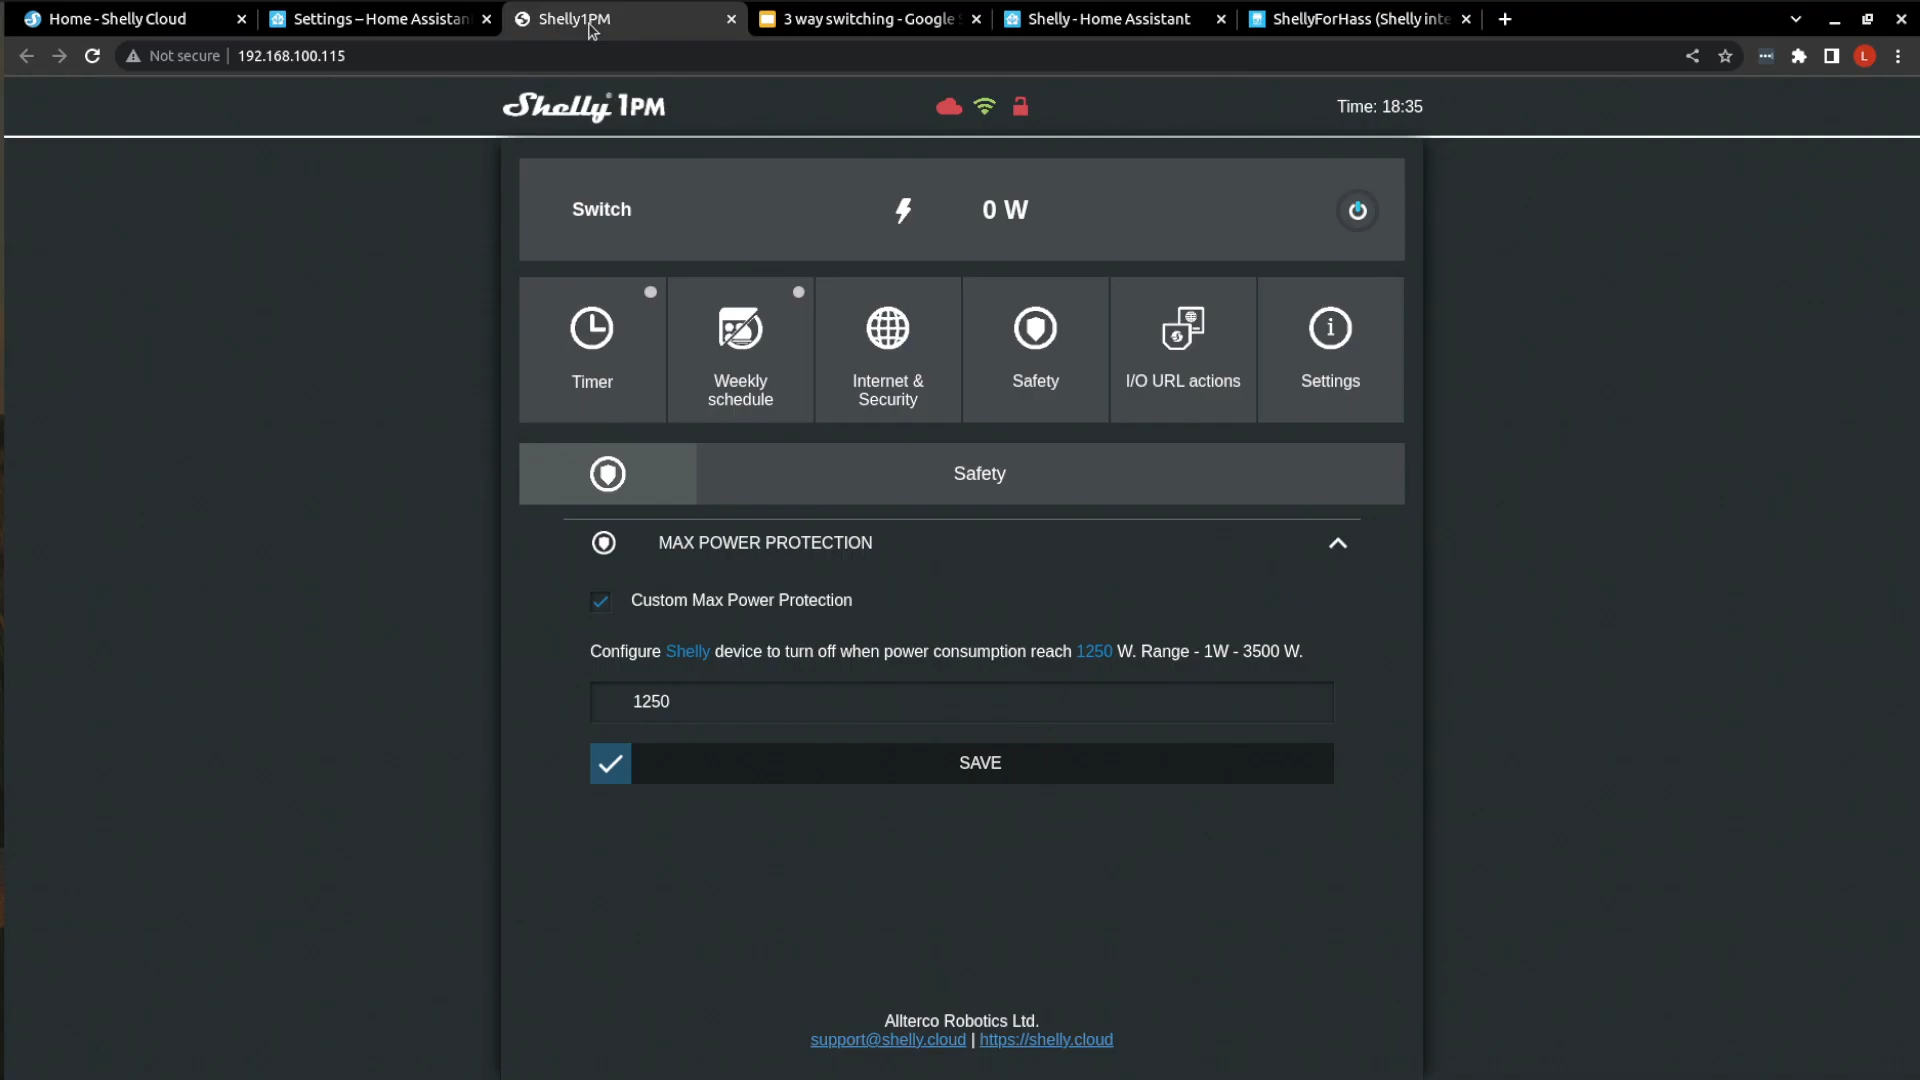 Home - Shelly Cloud
Settings – Home Assistan
Shelly1PM
3 way switching - Google
Shelly - Home Assistant
ShellyForHass (Shelly inte
Not secure
192.168.100.115
L
Shelly 1PM
Time: 18:35
Switch
0 W
Timer
Weekly
schedule
Internet &
Security
Safety
I/O URL actions
Settings
Safety
MAX POWER PROTECTION
Custom Max Power Protection
Configure Shelly device to turn off when power consumption reach 1250 W. Range - 1W - 3500 W.
1250
SAVE
Allterco Robotics Ltd.
support@shelly.cloud | https://shelly.cloud